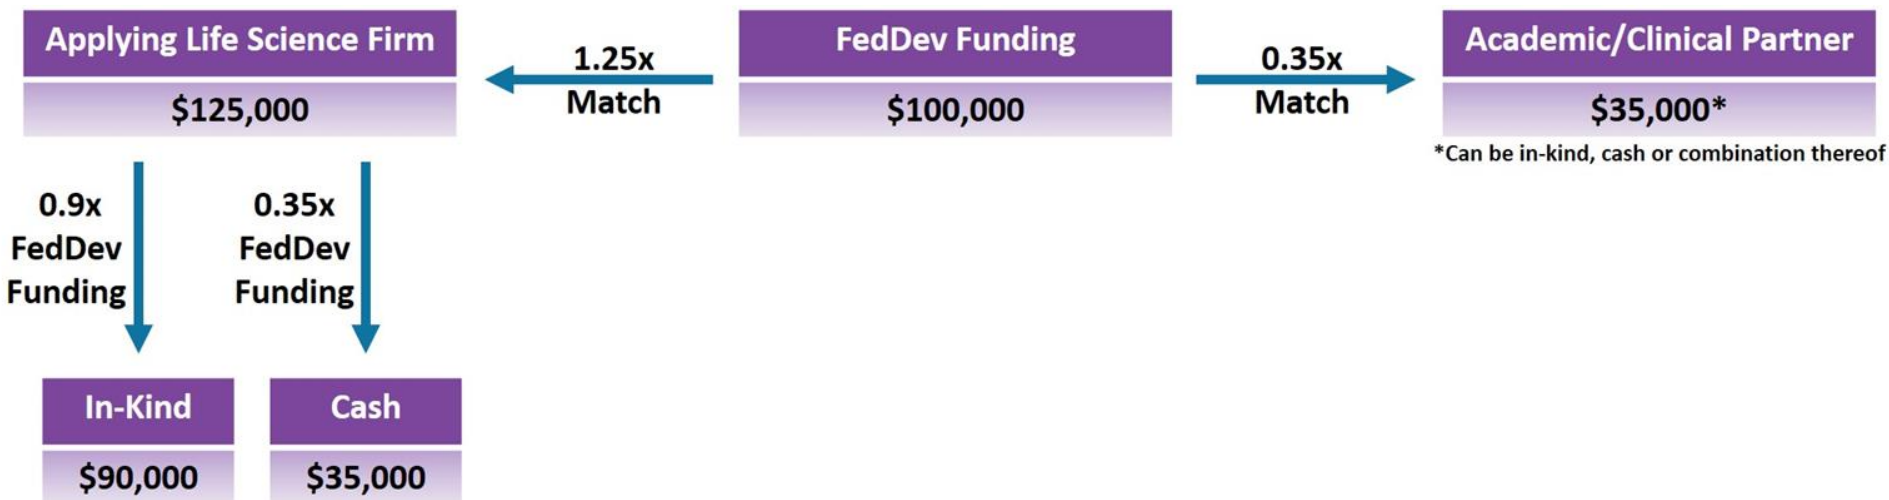 Applying Life Science Firm
$125,000
1.25x
Match
FedDev Funding
$100,000
0.35x
Match
Academic/Clinical Partner
$35,000*
*Can be in-kind, cash or combination thereof
0.9x
FedDev
Funding
0.35x
FedDev
Funding
In-Kind
$90,000
Cash
$35,000